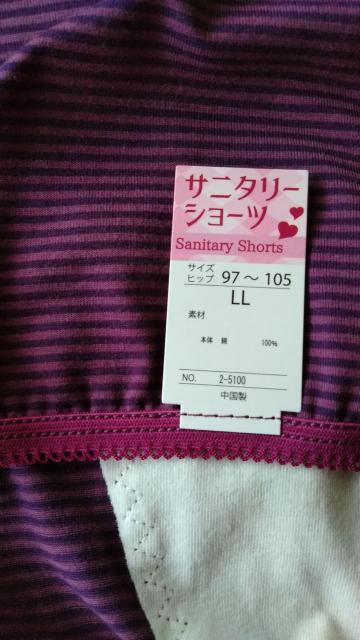 サニタリー
ショーツ
Sanitary Shorts
サイズ
ヒップ 97～105
LL
素材
本体 綿 100%
NO. 2-5100
中国製